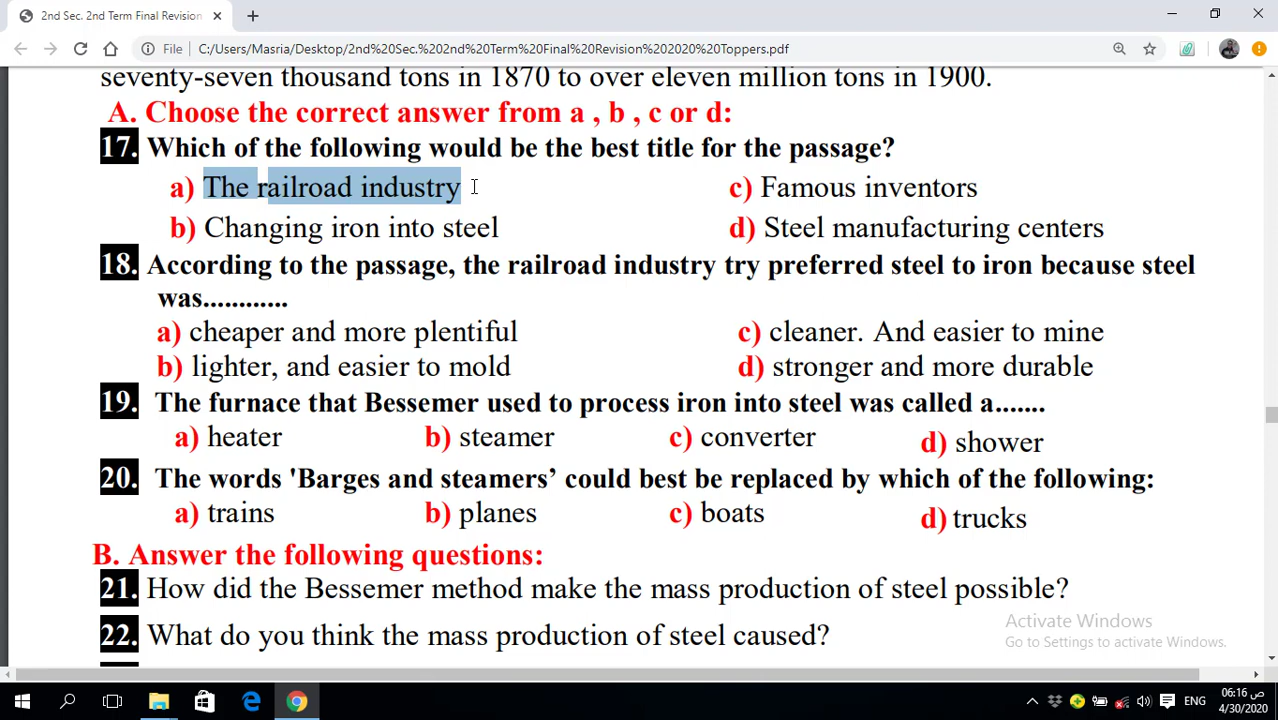 2nd Sec. 2nd Term Final Revision
File C:/Users/Masria/Desktop/2nd%20Sec.%202nd%20Term%20Final%20Revision%202020%20Toppers.pdf
seventy-seven thousand tons in 1870 to over eleven million tons in 1900.
A. Choose the correct answer from a , b , c or d:
17. Which of the following would be the best title for the passage?
a) The railroad industry c) Famous inventors
b) Changing iron into steel d) Steel manufacturing centers
18. According to the passage, the railroad industry try preferred steel to iron because steel
was............
a) cheaper and more plentiful c) cleaner. And easier to mine
b) lighter, and easier to mold d) stronger and more durable
19. The furnace that Bessemer used to process iron into steel was called a.......
a) heater b) steamer c) converter d) shower
20. The words 'Barges and steamers’ could best be replaced by which of the following:
a) trains b) planes c) boats d) trucks
B. Answer the following questions:
21. How did the Bessemer method make the mass production of steel possible?
22. What do you think the mass production of steel caused?
Activate Windows
Go to Settings to activate Windows.
ENG
06:16 ص
4/30/2020